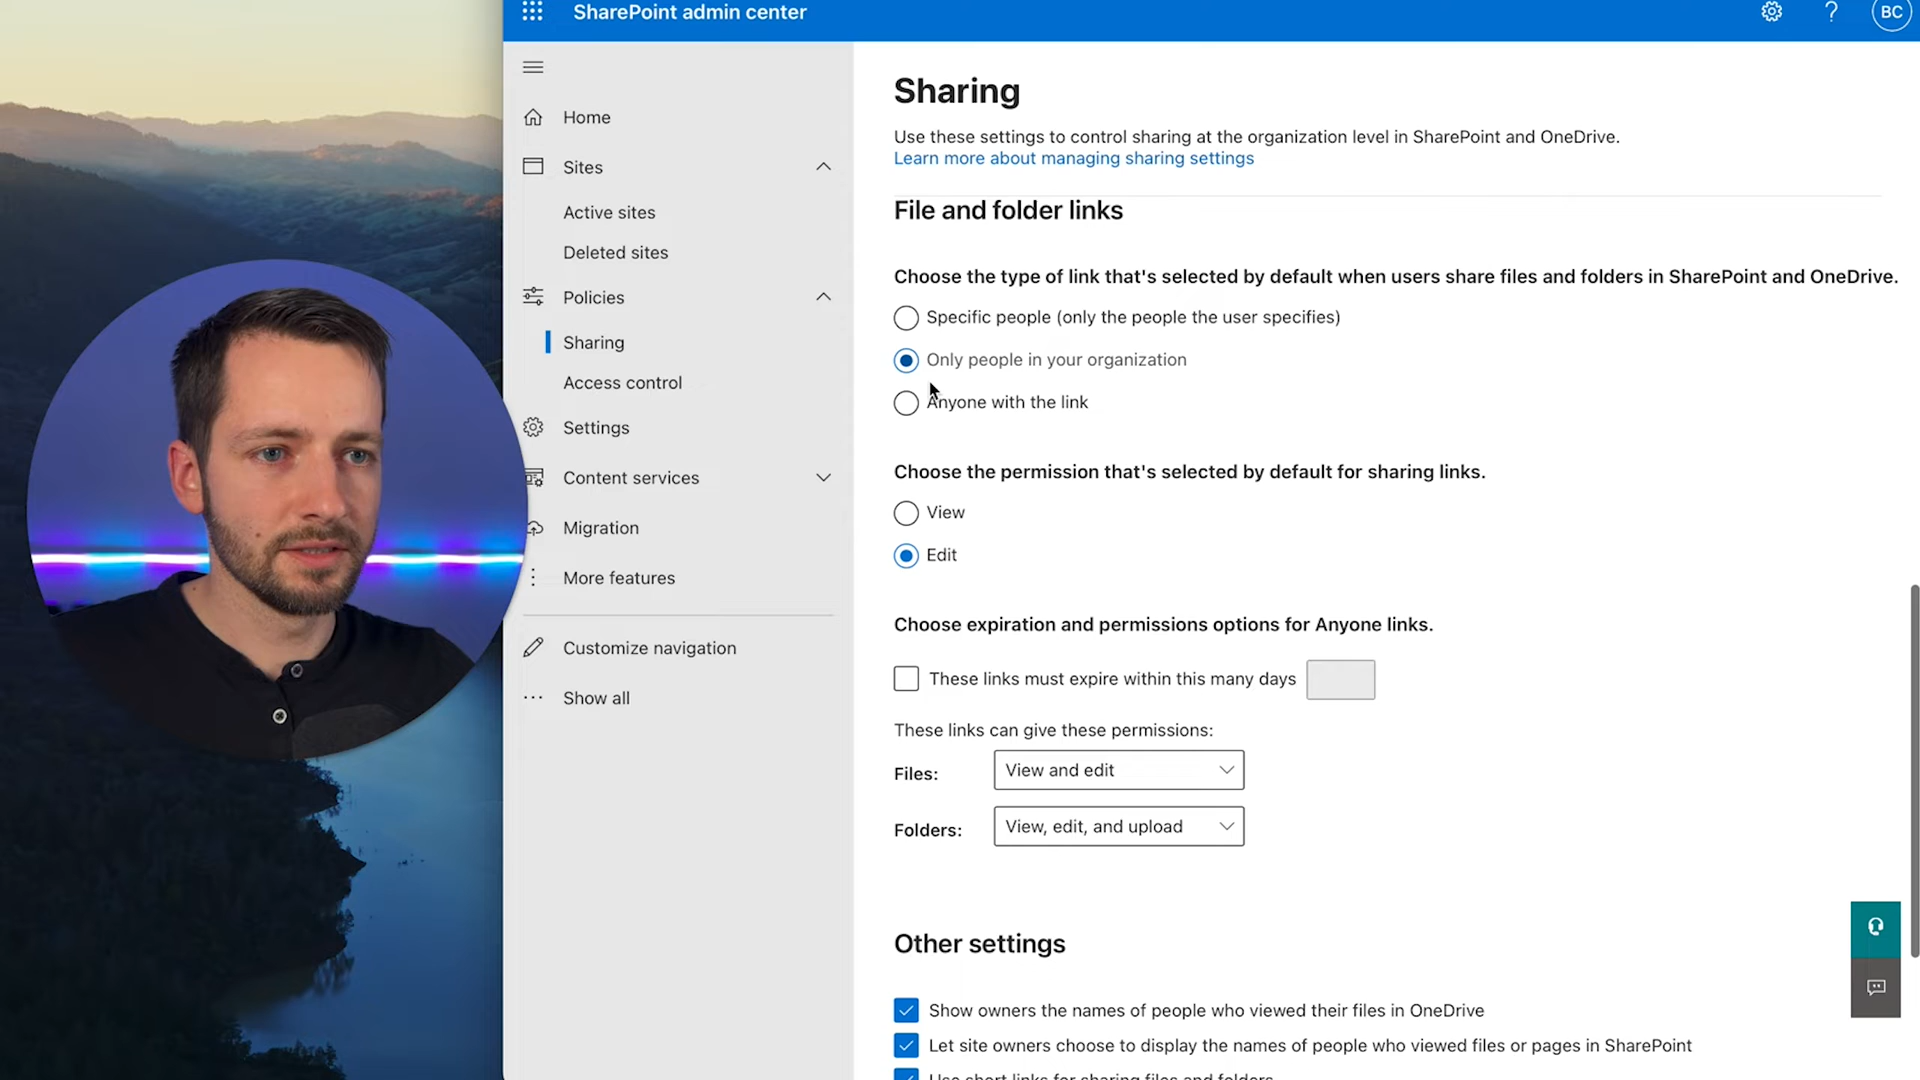 SharePoint admin center
?
BC
Home
Sites
Active sites
Deleted sites
Policies
Sharing
Access control
Settings
Content services
Migration
More features
Customize navigation
Show all
Sharing
Use these settings to control sharing at the organization level in SharePoint and OneDrive.
Learn more about managing sharing settings
File and folder links
Choose the type of link that's selected by default when users share files and folders in SharePoint and OneDrive.
Specific people (only the people the user specifies)
Only people in your organization
Anyone with the link
Choose the permission that's selected by default for sharing links.
View
Edit
Choose expiration and permissions options for Anyone links.
These links must expire within this many days
These links can give these permissions:
Files: View and edit
Folders: View, edit, and upload
Other settings
Show owners the names of people who viewed their files in OneDrive
Let site owners choose to display the names of people who viewed files or pages in SharePoint
Use short links for sharing files and folders